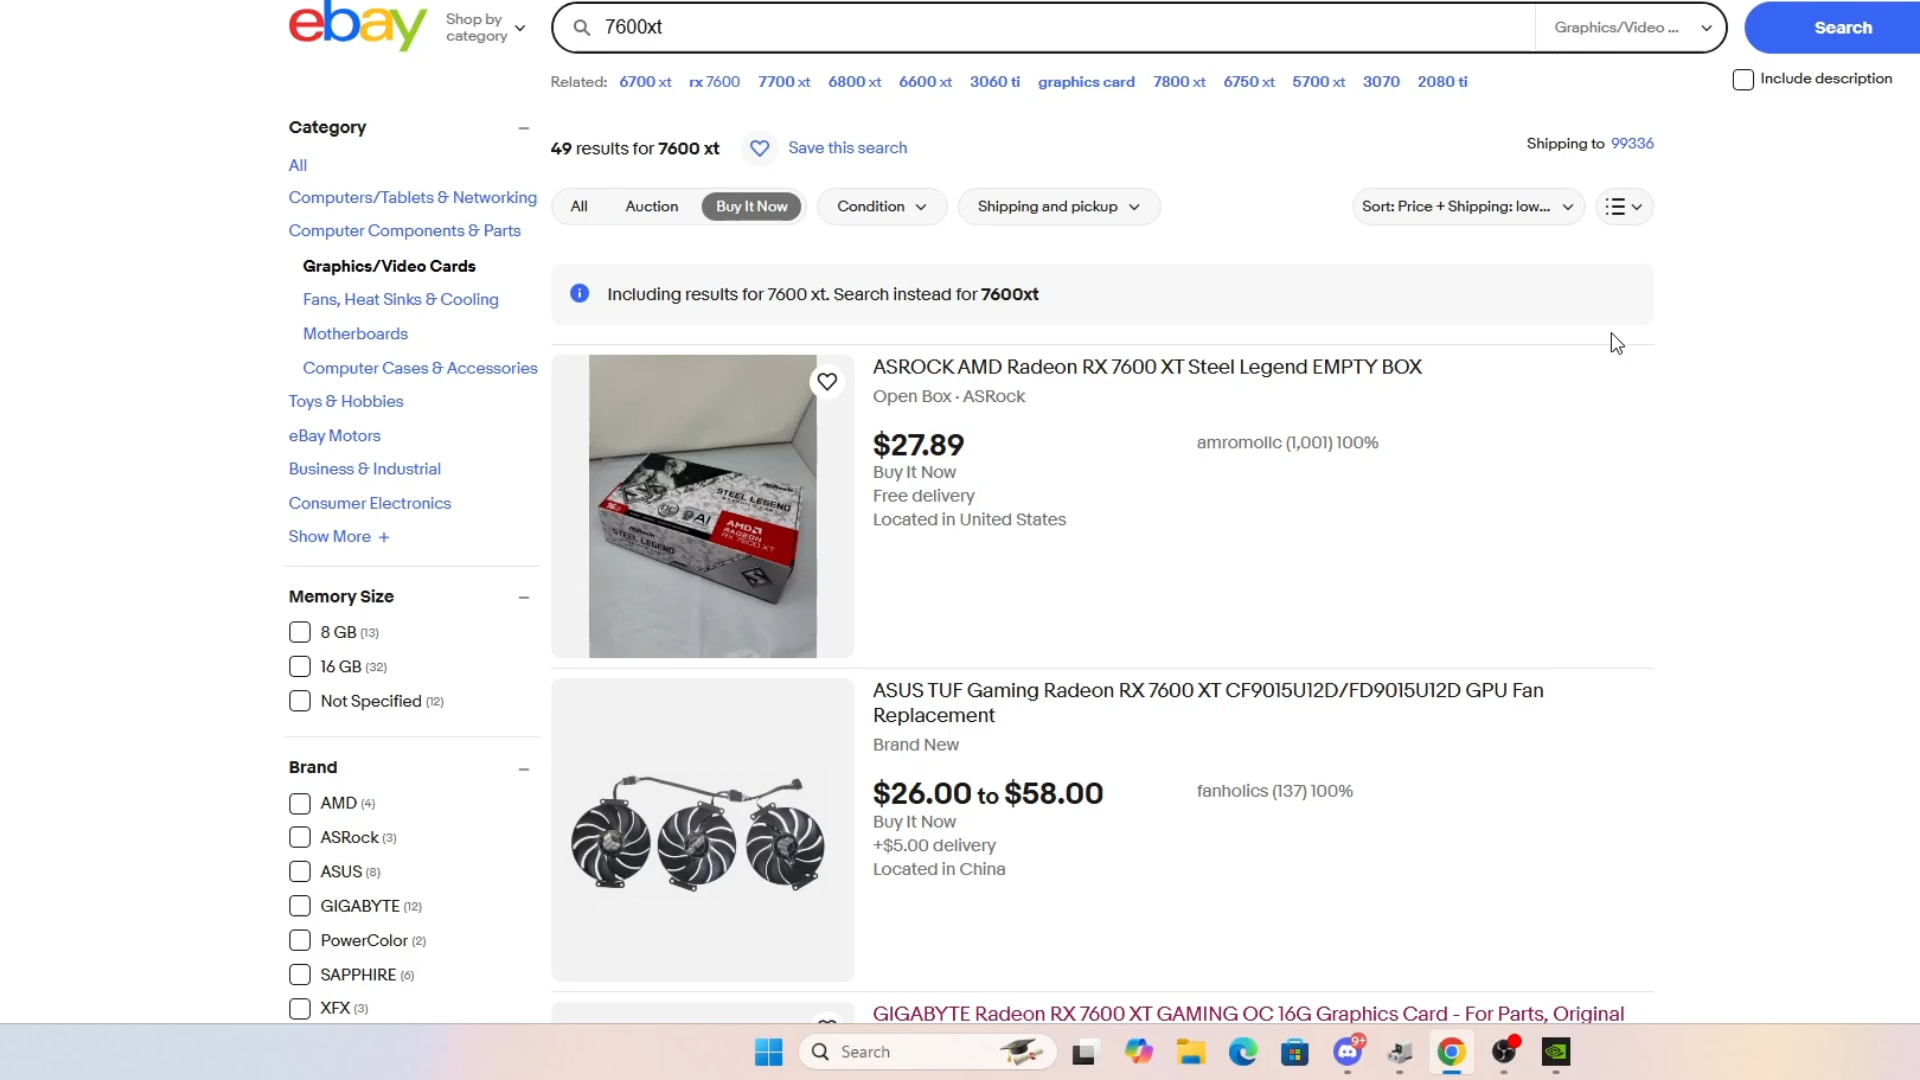 ebay
Shop by
category
7600xt
Graphics/Video ...
Search
Related: 6700 xt rx 7600 7700 xt 6800 xt 6600 xt 3060 ti graphics card 7800 xt 6750 xt 5700 xt 3070 2080 ti
Include description
Category
All
Computers/Tablets & Networking
Computer Components & Parts
Graphics/Video Cards
Fans, Heat Sinks & Cooling
Motherboards
Computer Cases & Accessories
Toys & Hobbies
eBay Motors
Business & Industrial
Consumer Electronics
Show More +
Memory Size
8 GB (13)
16 GB (32)
Not Specified (12)
Brand
AMD (4)
ASRock (3)
ASUS (8)
GIGABYTE (12)
PowerColor (2)
SAPPHIRE (6)
XFX (3)
49 results for 7600 xt
Save this search
Shipping to 99336
All
Auction
Buy It Now
Condition
Shipping and pickup
Sort: Price + Shipping: low...
Including results for 7600 xt. Search instead for 7600xt
STEEL LEGEND
AMD
RADEON
RX 7600 XT
STEEL LEGEND
ASROCK AMD Radeon RX 7600 XT Steel Legend EMPTY BOX
Open Box · ASRock
$27.89
Buy It Now
Free delivery
Located in United States
amromollc (1,001) 100%
ASUS TUF Gaming Radeon RX 7600 XT CF9015U12D/FD9015U12D GPU Fan
Replacement
Brand New
$26.00 to $58.00
Buy It Now
+$5.00 delivery
Located in China
fanholics (137) 100%
GIGABYTE Radeon RX 7600 XT GAMING OC 16G Graphics Card - For Parts, Original
Search
9+